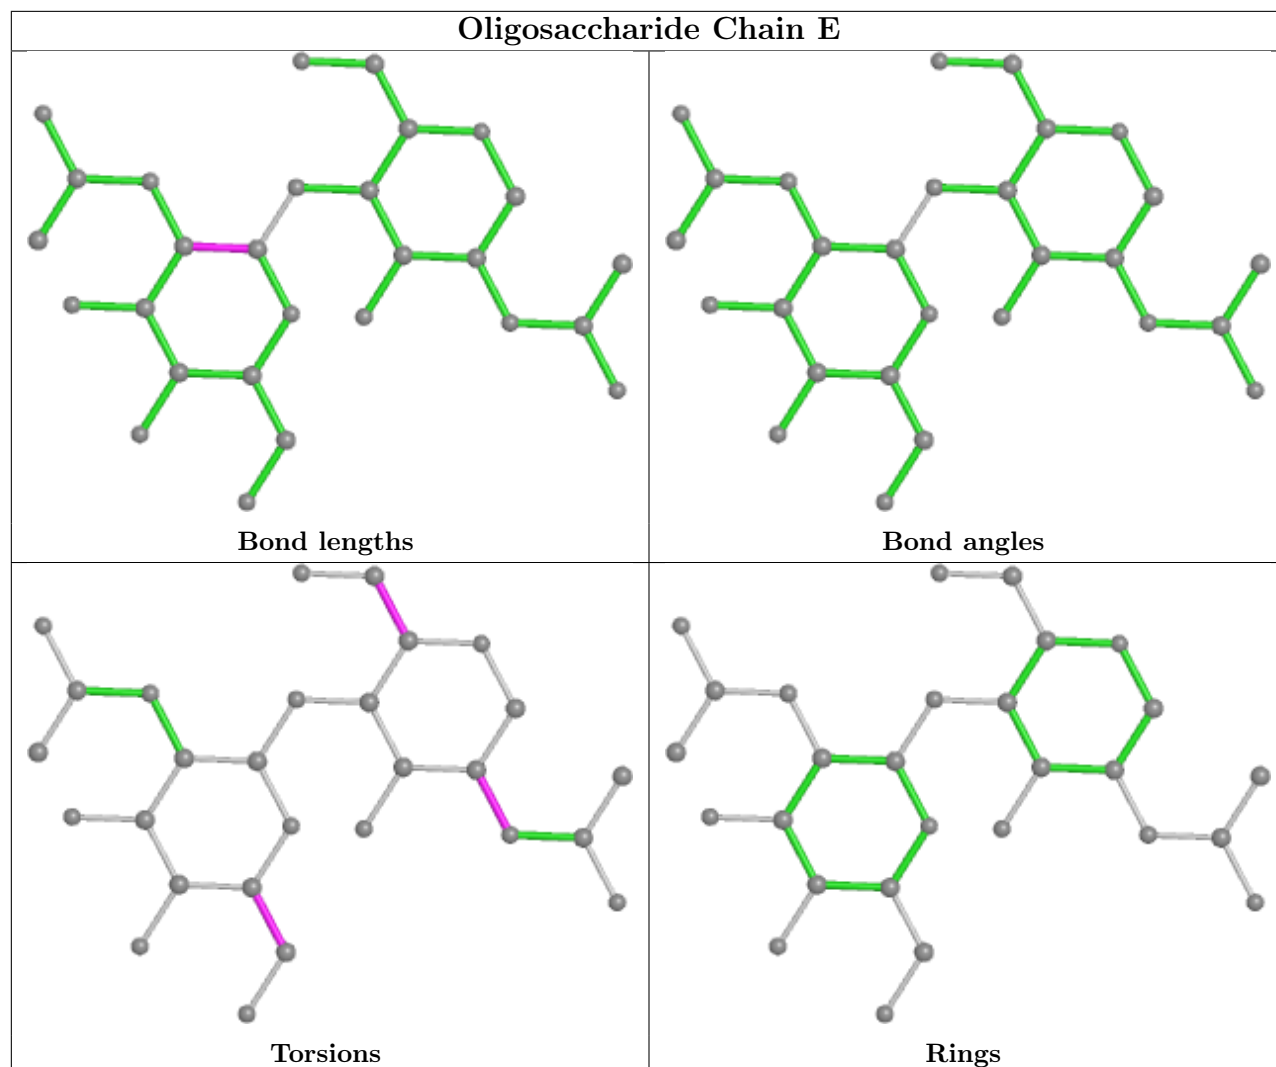 Oligosaccharide Chain E
Bond lengths
Bond angles
Torsions
Rings